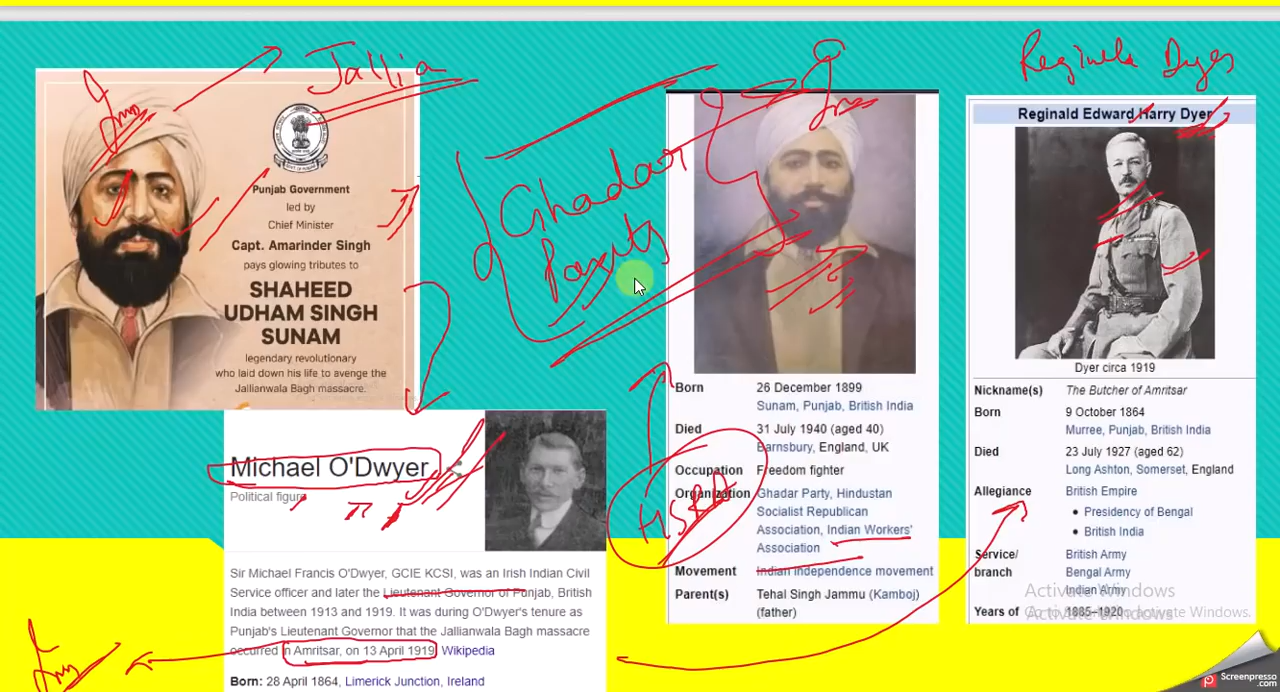 Jallia
Punjab Government
led by
Chief Minister
Capt. Amarinder Singh
pays glowing tributes to
SHAHEED
UDHAM SINGH
SUNAM
legendary revolutionary
who laid down his life to avenge the
Jallianwala Bagh massacre.
Michael O'Dwyer
Political figure
Sir Michael Francis O'Dwyer, GCIE KCSI, was an Irish Indian Civil
Service officer and later the Lieutenant Governor of Punjab, British
India between 1913 and 1919. It was during O'Dwyer's tenure as
Punjab's Lieutenant Governor that the Jallianwala Bagh massacre
occurred in Amritsar, on 13 April 1919. Wikipedia
Born: 28 April 1864, Limerick Junction, Ireland
Ghadar
HSRA
Born 26 December 1899
Sunam, Punjab, British India
Died 31 July 1940 (aged 40)
Barnsbury, England, UK
Occupation Freedom fighter
Organization Ghadar Party, Hindustan
Socialist Republican
Association, Indian Workers'
Association
Movement Indian independence movement
Parent(s) Tehal Singh Jammu (Kamboj)
(father)
Dyer
Reginald Edward Harry Dyer
Dyer circa 1919
Nickname(s) The Butcher of Amritsar
Born 9 October 1864
Murree, Punjab, British India
Died 23 July 1927 (aged 62)
Long Ashton, Somerset, England
Allegiance British Empire
• Presidency of Bengal
• British India
Service/ British Army
branch Bengal Army
Indian Army
Years of 1885–1920
Activate Windows
Go to activate Windows.
Screenpresso
.com